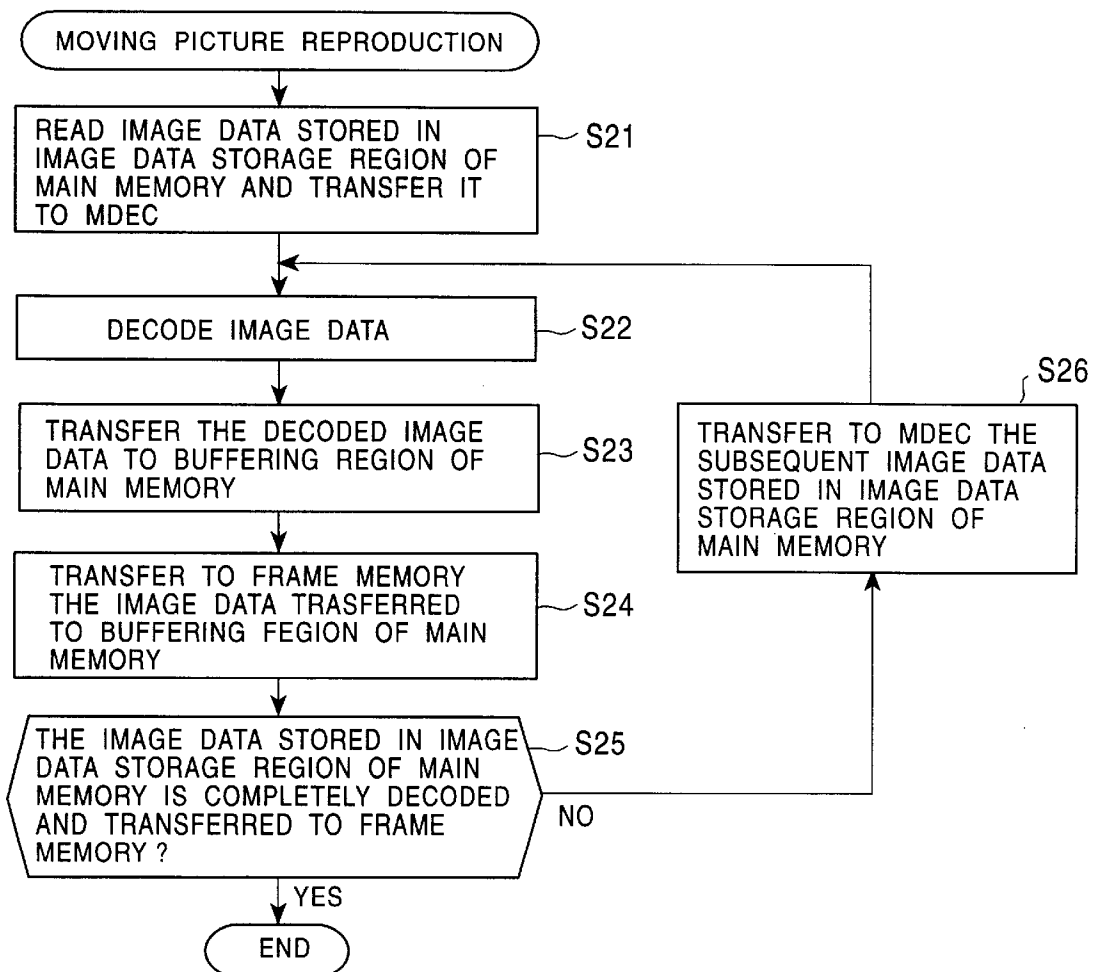 MOVING PICTURE REPRODUCTION
READ IMAGE DATA STORED IN
IMAGE DATA STORAGE REGION OF
MAIN MEMORY AND TRANSFER IT
TO MDEC
S21
DECODE IMAGE DATA
S22
TRANSFER THE DECODED IMAGE
DATA TO BUFFERING REGION OF
MAIN MEMORY
S23
TRANSFER TO FRAME MEMORY
THE IMAGE DATA TRASFERRED
TO BUFFERING FEGION OF MAIN
MEMORY
S24
THE IMAGE DATA STORED IN IMAGE
DATA STORAGE REGION OF MAIN
MEMORY IS COMPLETELY DECODED
AND TRANSFERRED TO FRAME
MEMORY ?
S25
NO
YES
END
S26
TRANSFER TO MDEC THE
SUBSEQUENT IMAGE DATA
STORED IN IMAGE DATA
STORAGE REGION OF
MAIN MEMORY